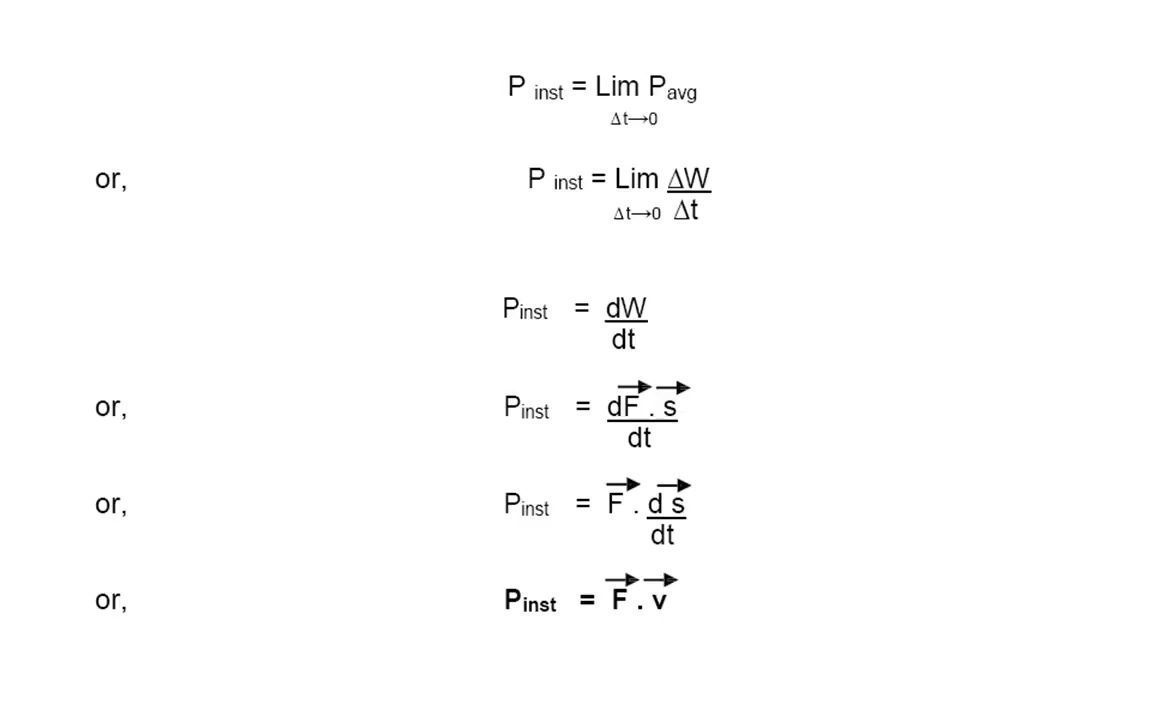 P inst = Lim Pavg
Δt→0
or, P inst = Lim ΔW
Δt→0 Δt
Pinst = dW
dt
or, Pinst = dF⃗ . s⃗
dt
or, Pinst = F⃗ . d s⃗
dt
or, Pinst = F⃗ . v⃗